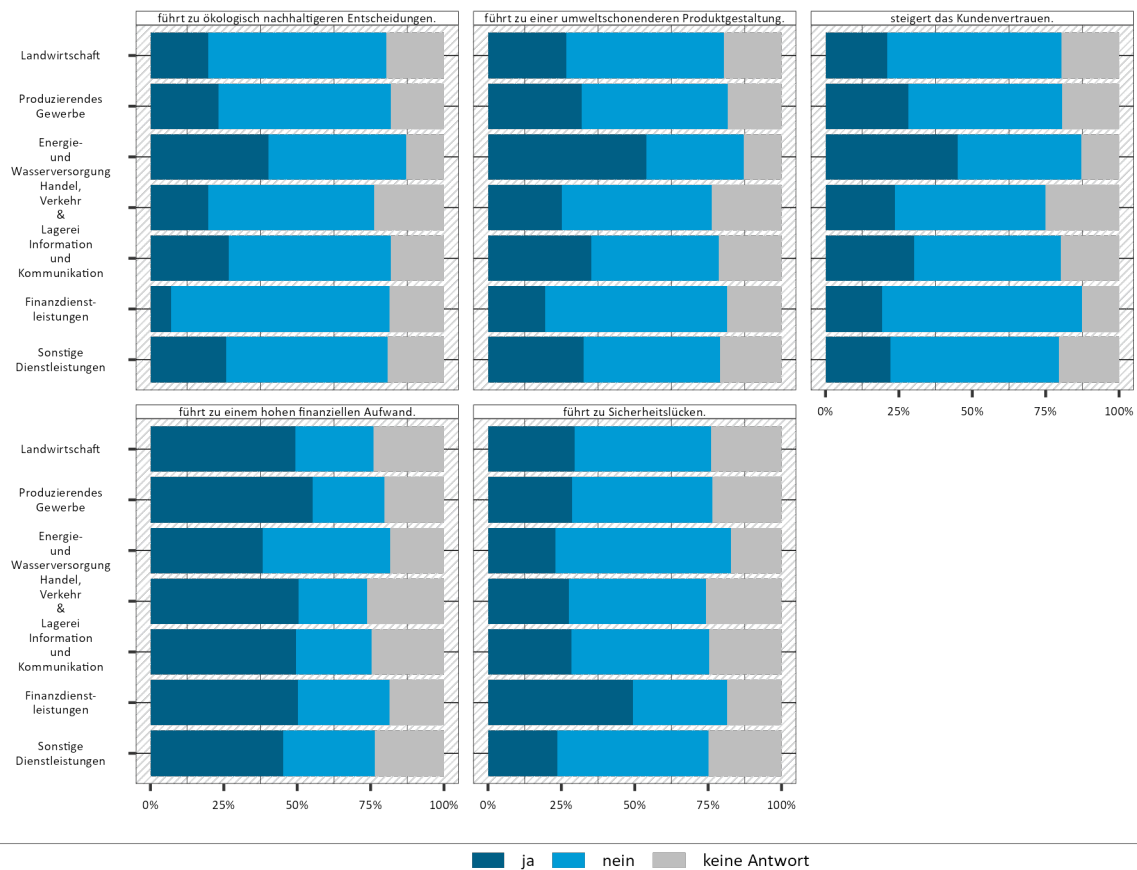 führt zu ökologisch nachhaltigeren Entscheidungen.
führt zu einer umweltschonenderen Produktgestaltung.
steigert das Kundenvertrauen.
Landwirtschaft
Produzierendes
Gewerbe
Energie-
und
Wasserversorgung
Handel,
Verkehr
&
Lagerei
Information
und
Kommunikation
Finanzdienst-
leistungen
Sonstige
Dienstleistungen
0% 25% 50% 75% 100%
führt zu einem hohen finanziellen Aufwand.
führt zu Sicherheitslücken.
Landwirtschaft
Produzierendes
Gewerbe
Energie-
und
Wasserversorgung
Handel,
Verkehr
&
Lagerei
Information
und
Kommunikation
Finanzdienst-
leistungen
Sonstige
Dienstleistungen
0% 25% 50% 75% 100%
0% 25% 50% 75% 100%
ja nein keine Antwort